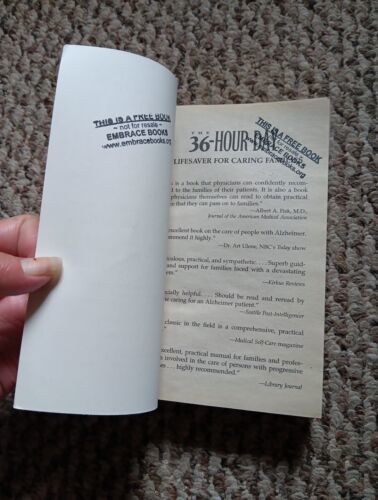 THIS IS A FREE BOOK
~ not for resale ~
EMBRACE BOOKS
www.embracebooks.org
THIS IS A FREE BOOK
not for resale
EMBRACE BOOKS
THE
36-HOUR DAY
LIFESAVER FOR CARING
is a book that physicians can confidently recom-
the families of their patients. It is also a book
physicians themselves can read to obtain practical
that they can pass on to families."
—Albert A. Fisk, M.D.,
Journal of the American Medical Association
excellent book on the care of people with Alzheimer.
it highly."
—Dr. Art Ulene, NBC's Today show
practical, and sympathetic. . . . Superb guid-
and support for families faced with a devastating
—Kirkus Reviews
helpful. . . . Should be read and reread by
caring for an Alzheimer patient."
—Seattle Post-Intelligencer
classic in the field is a comprehensive, practical
—Medical Self-Care magazine
practical manual for families and profes-
involved in the care of persons with progressive
. . . highly recommended."
—Library Journal